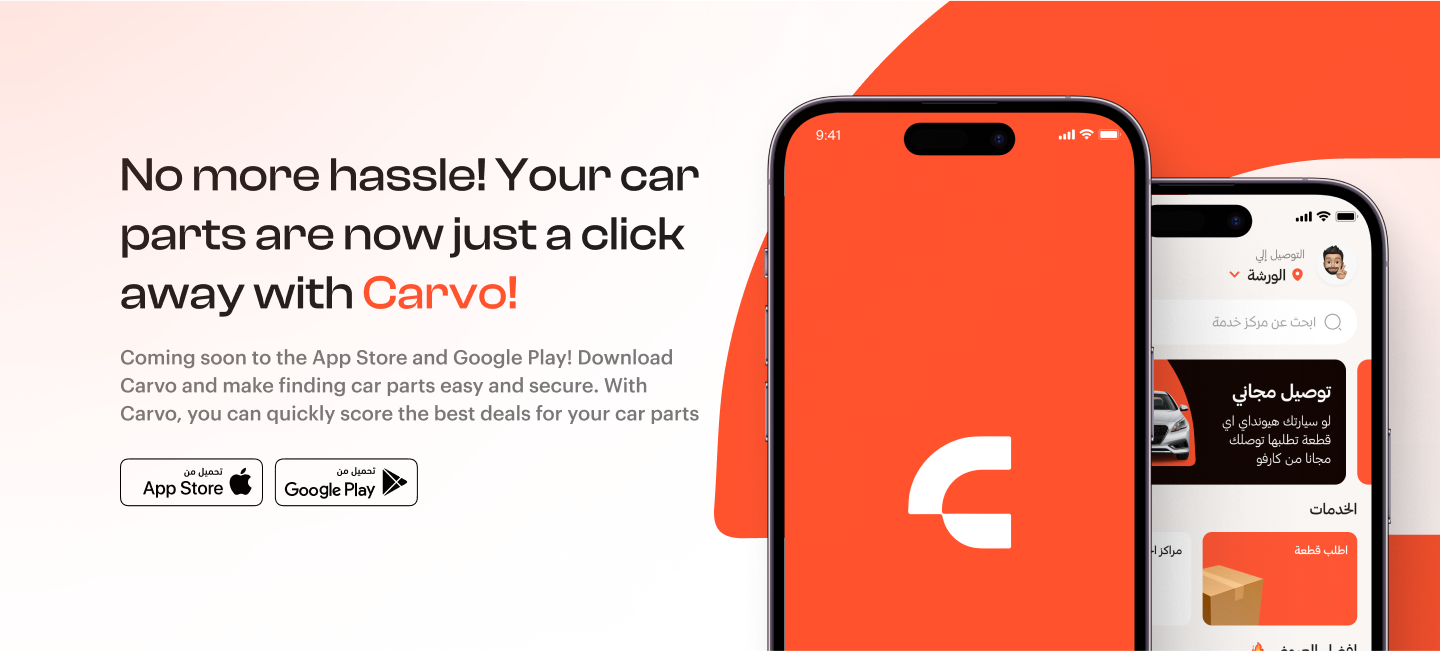 No more hassle! Your car
parts are now just a click
away with Carvo!
Coming soon to the App Store and Google Play! Download
Carvo and make finding car parts easy and secure. With
Carvo, you can quickly score the best deals for your car parts
تحميل من
App Store
تحميل من
Google Play
9:41
التوصيل إلي
الورشة
ابحث عن مركز خدمة
توصيل مجاني
لو سيارتك هيونداي اي
قطعة تطلبها توصلك
مجانا من كارفو
الخدمات
اطلب قطعة
مراكز
افضل العروض